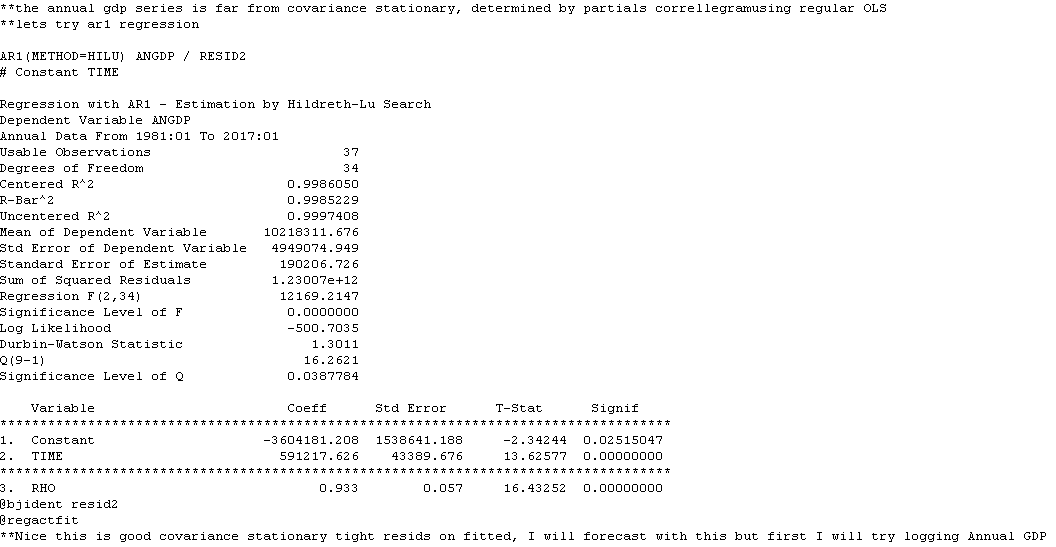 **the annual gdp series is far from covariance stationary, determined by partials correllegramusing regular OLS
**lets try ar1 regression
AR1(METHOD=HILU) ANGDP / RESID2
# Constant TIME
Regression with AR1 - Estimation by Hildreth-Lu Search
Dependent Variable ANGDP
Annual Data From 1981:01 To 2017:01
Usable Observations 37
Degrees of Freedom 34
Centered R^2 0.9986050
R-Bar^2 0.9985229
Uncentered R^2 0.9997408
Mean of Dependent Variable 10218311.676
Std Error of Dependent Variable 4949074.949
Standard Error of Estimate 190206.726
Sum of Squared Residuals 1.23007e+12
Regression F(2,34) 12169.2147
Significance Level of F 0.0000000
Log Likelihood -500.7035
Durbin-Watson Statistic 1.3011
Q(9-1) 16.2621
Significance Level of Q 0.0387784
Variable Coeff Std Error T-Stat Signif
************************************************************************************
1. Constant -3604181.208 1538641.188 -2.34244 0.02515047
2. TIME 591217.626 43389.676 13.62577 0.00000000
************************************************************************************
3. RHO 0.933 0.057 16.43252 0.00000000
@bjident resid2
@regactfit
**Nice this is good covariance stationary tight resids on fitted, I will forecast with this but first I will try logging Annual GDP